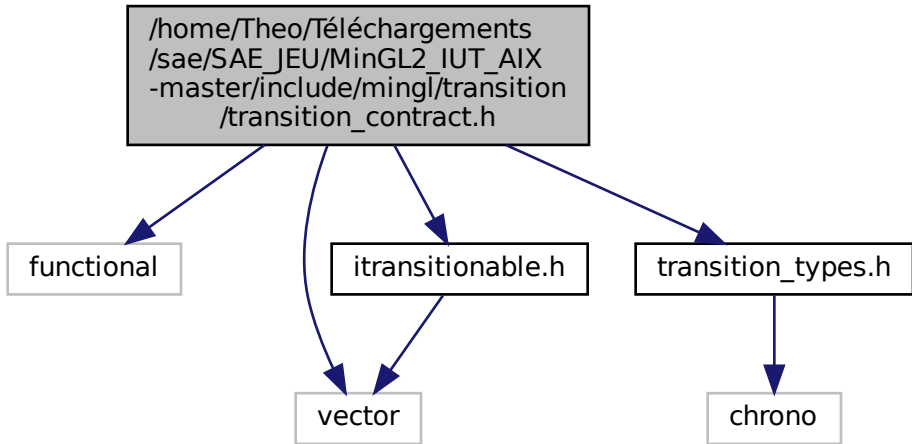 /home/Theo/Téléchargements
/sae/SAE_JEU/MinGL2_IUT_AIX
-master/include/mingl/transition
/transition_contract.h
functional
itransitionable.h
transition_types.h
vector
chrono